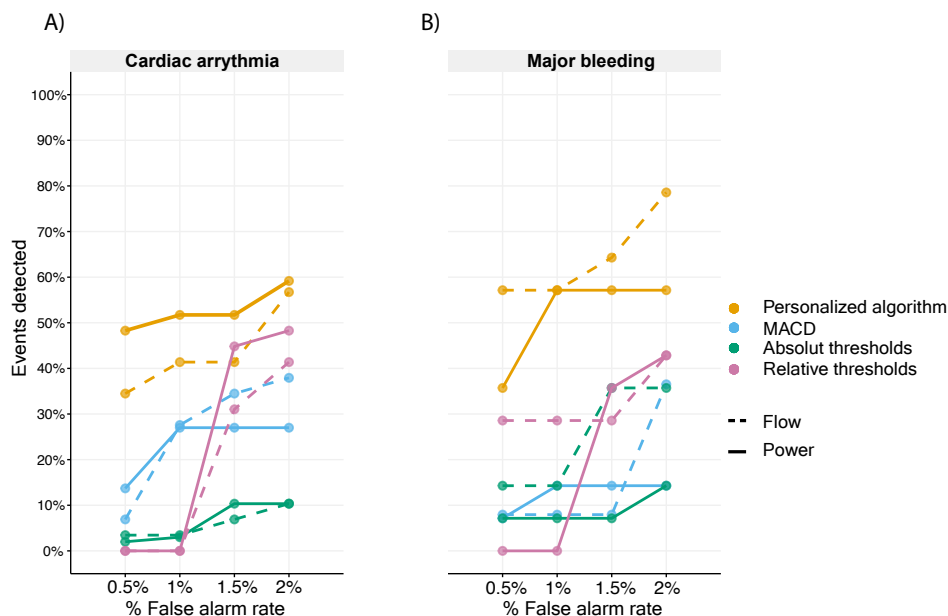 A)
B)
Cardiac arrythmia
Major bleeding
Events detected
100%
90%
80%
70%
60%
50%
40%
30%
20%
10%
0%
0.5% 1% 1.5% 2%
% False alarm rate
0.5% 1% 1.5% 2%
% False alarm rate
Personalized algorithm
MACD
Absolut thresholds
Relative thresholds
Flow
Power